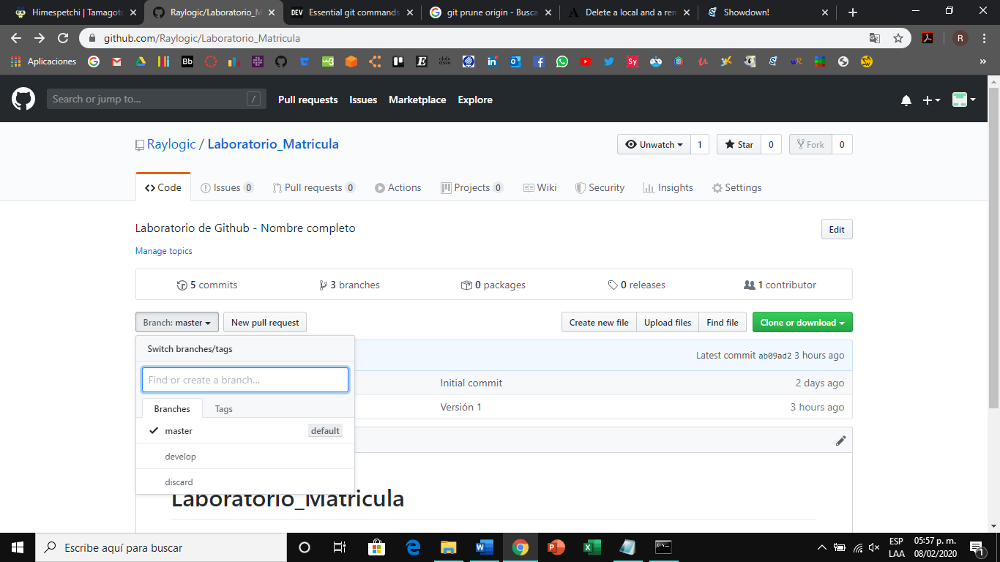 Himespetchi | Tamagoto
Raylogic/Laboratorio_M
Essential git commands
git prune origin - Busca
Delete a local and a rem
Showdown!
github.com/Raylogic/Laboratorio_Matricula
R
Aplicaciones
Search or jump to... /
Pull requests Issues Marketplace Explore
Raylogic / Laboratorio_Matricula
Unwatch 1 Star 0 Fork 0
Code Issues 0 Pull requests 0 Actions Projects 0 Wiki Security Insights Settings
Laboratorio de Github - Nombre completo
Edit
Manage topics
5 commits 3 branches 0 packages 0 releases 1 contributor
Branch: master New pull request Create new file Upload files Find file Clone or download
Switch branches/tags
Latest commit ab09ad2 3 hours ago
Find or create a branch...
Initial commit 2 days ago
Branches Tags
Versión 1 3 hours ago
master default
develop
discard
Laboratorio_Matricula
Escribe aquí para buscar
ESP 05:57 p. m.
LAA 08/02/2020
1